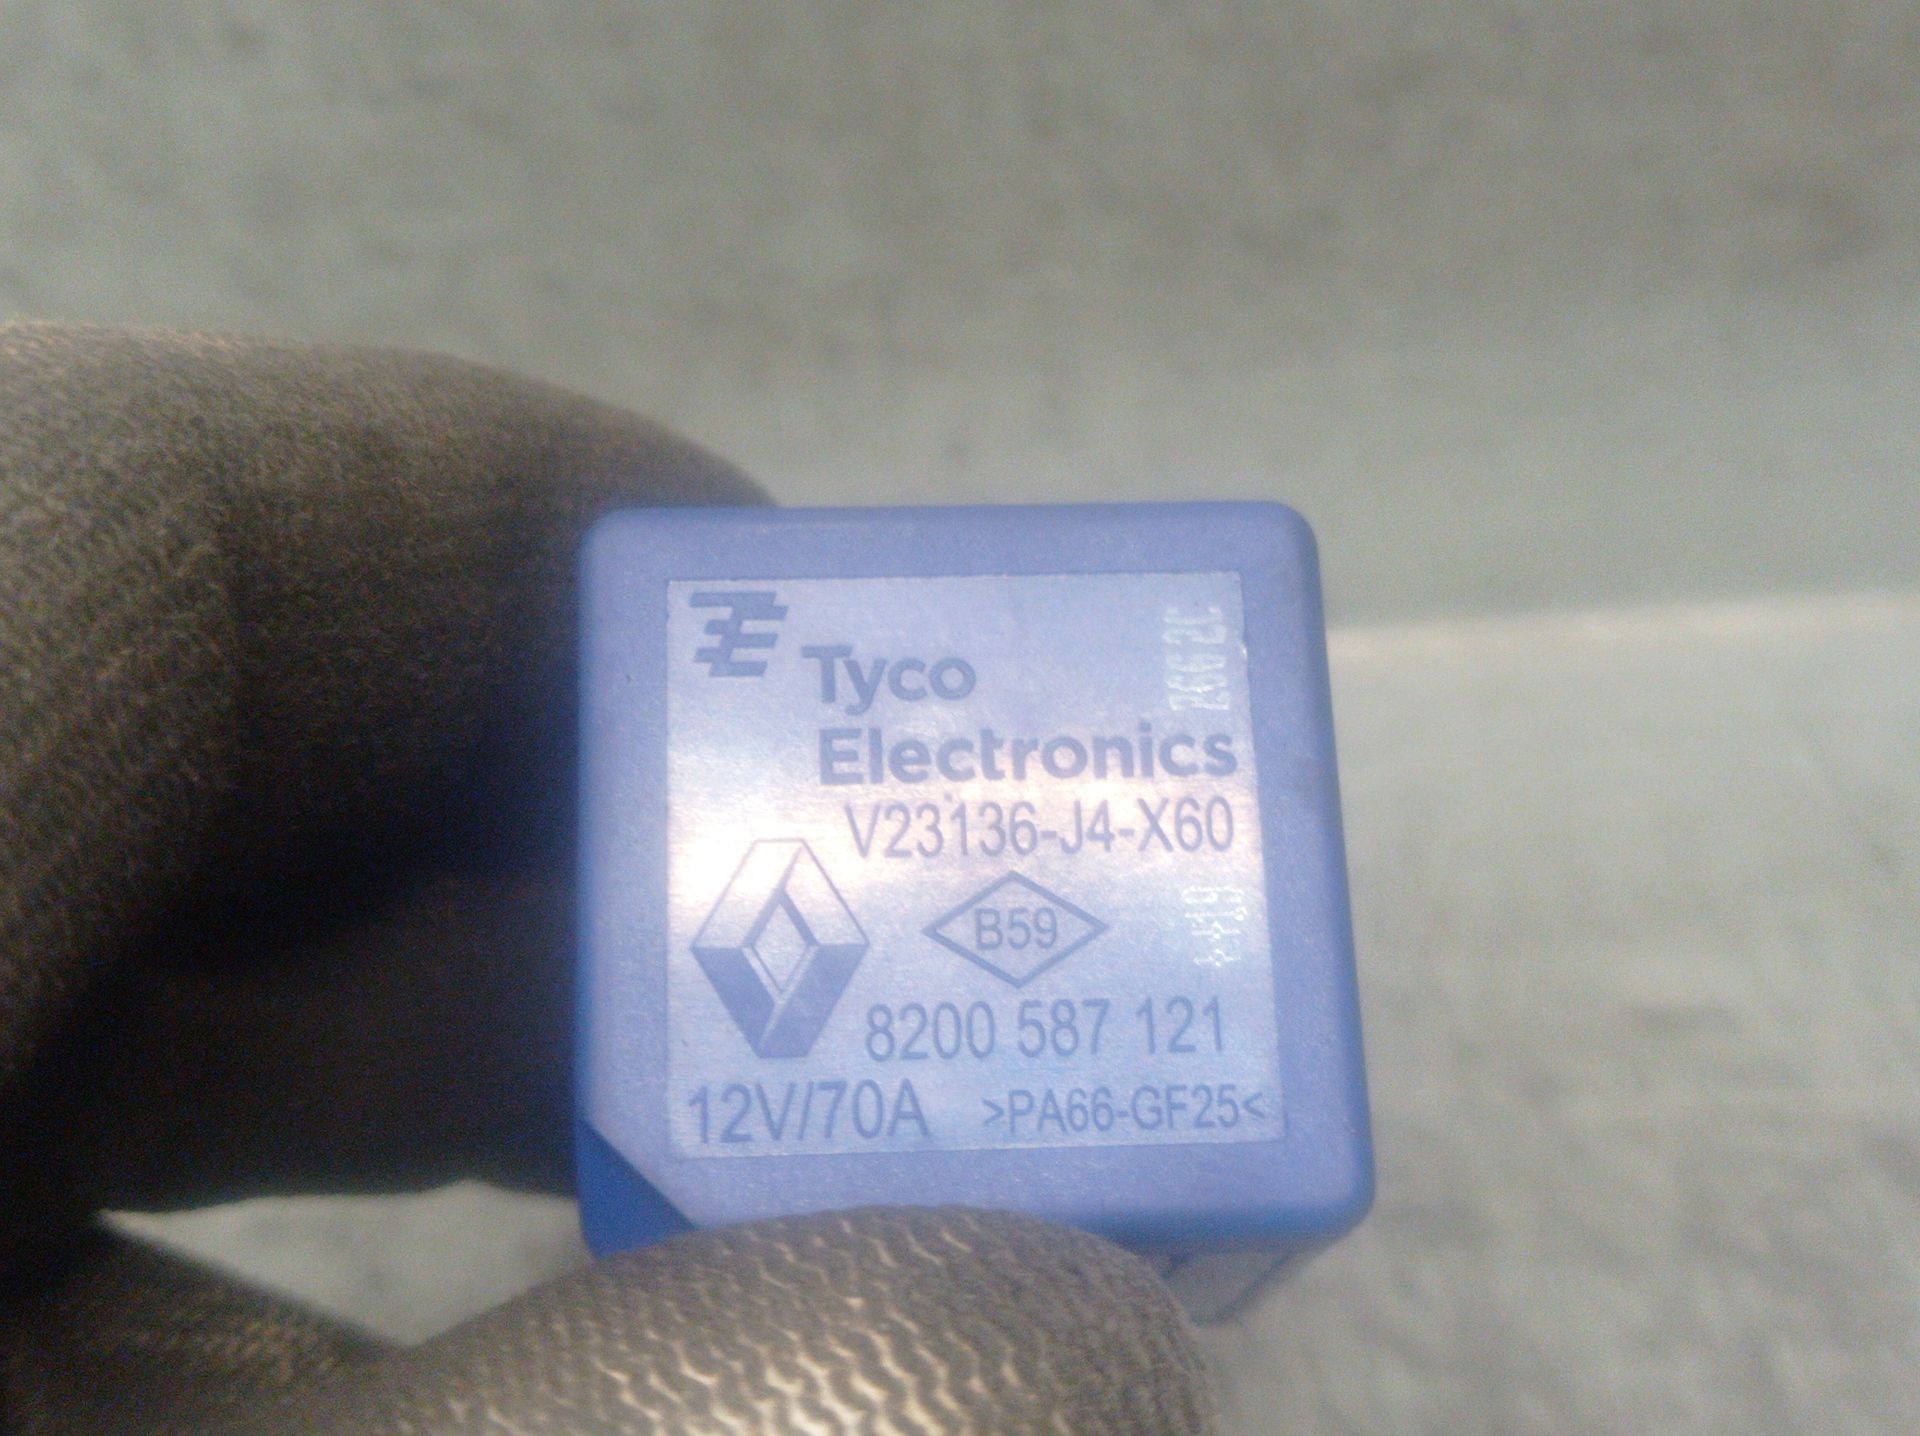 Tyco
Electronics
V23136-J4-X60
B59
8200 587 121
12V/70A >PA66-GF25<